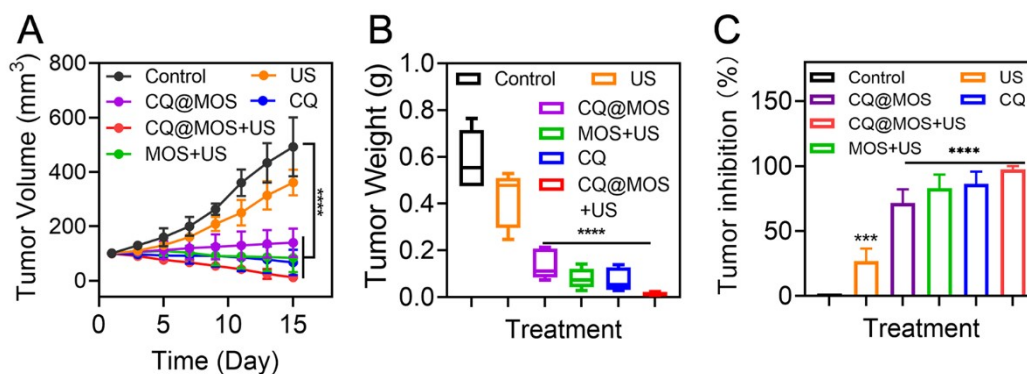 A
Tumor Volume (mm³)
800
600
400
200
0
Control
US
CQ@MOS
CQ
CQ@MOS+US
MOS+US
****
0
5
10
15
Time (Day)
B
Tumor Weight (g)
1.0
0.8
0.6
0.4
0.2
0.0
Control
US
CQ@MOS
MOS+US
CQ
CQ@MOS
+US
****
Treatment
C
Tumor inhibition (%)
150
100
50
0
Control
US
CQ@MOS
CQ
CQ@MOS+US
MOS+US
****
***
Treatment